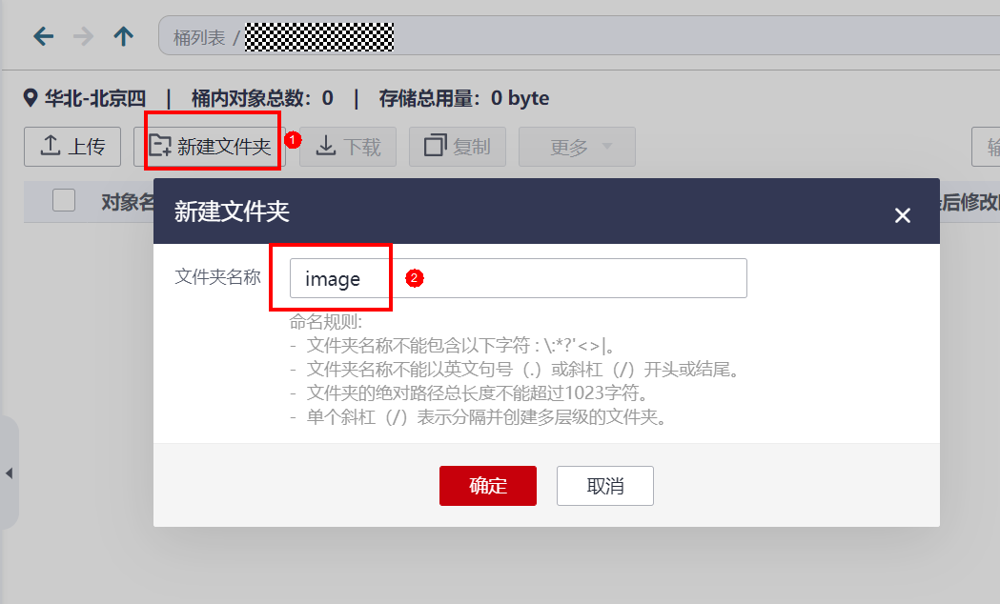 桶列表 /
华北-北京四 | 桶内对象总数：0 | 存储总用量：0 byte
上传 新建文件夹 1 下载 复制 更多
对象名 后修改
新建文件夹
文件夹名称 image 2
命名规则:
- 文件夹名称不能包含以下字符 : \:*?'<>|。
- 文件夹名称不能以英文句号（.）或斜杠（/）开头或结尾。
- 文件夹的绝对路径总长度不能超过1023字符。
- 单个斜杠（/）表示分隔并创建多层级的文件夹。
确定 取消